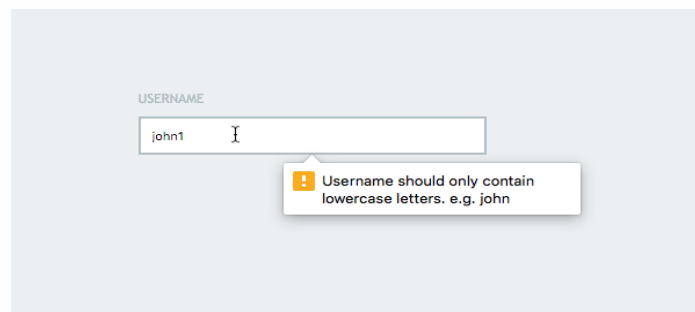 USERNAME
john1
Username should only contain
lowercase letters. e.g. john